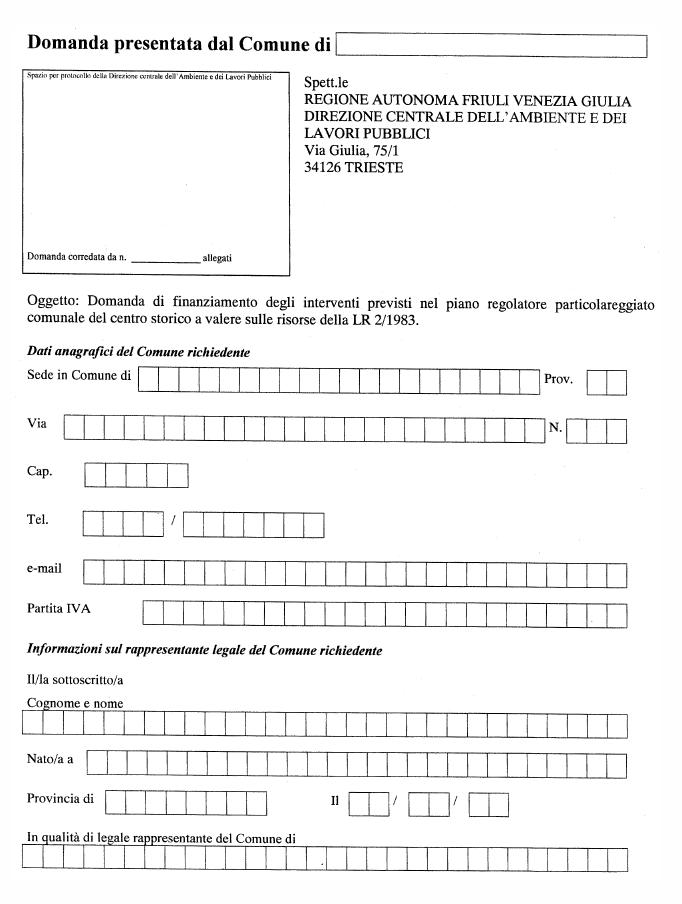 Domanda presentata dal Comune di
Spazio per protocollo della Direzione centrale dell'Ambiente e dei Lavori Pubblici
Domanda corredata da n. ____________ allegati
Spett.le
REGIONE AUTONOMA FRIULI VENEZIA GIULIA
DIREZIONE CENTRALE DELL'AMBIENTE E DEI
LAVORI PUBBLICI
Via Giulia, 75/1
34126 TRIESTE
Oggetto: Domanda di finanziamento degli interventi previsti nel piano regolatore particolareggiato
comunale del centro storico a valere sulle risorse della LR 2/1983.
Dati anagrafici del Comune richiedente
Sede in Comune di Prov.
Via N.
Cap.
Tel. /
e-mail
Partita IVA
Informazioni sul rappresentante legale del Comune richiedente
Il/la sottoscritto/a
Cognome e nome
Nato/a a
Provincia di Il / /
In qualità di legale rappresentante del Comune di